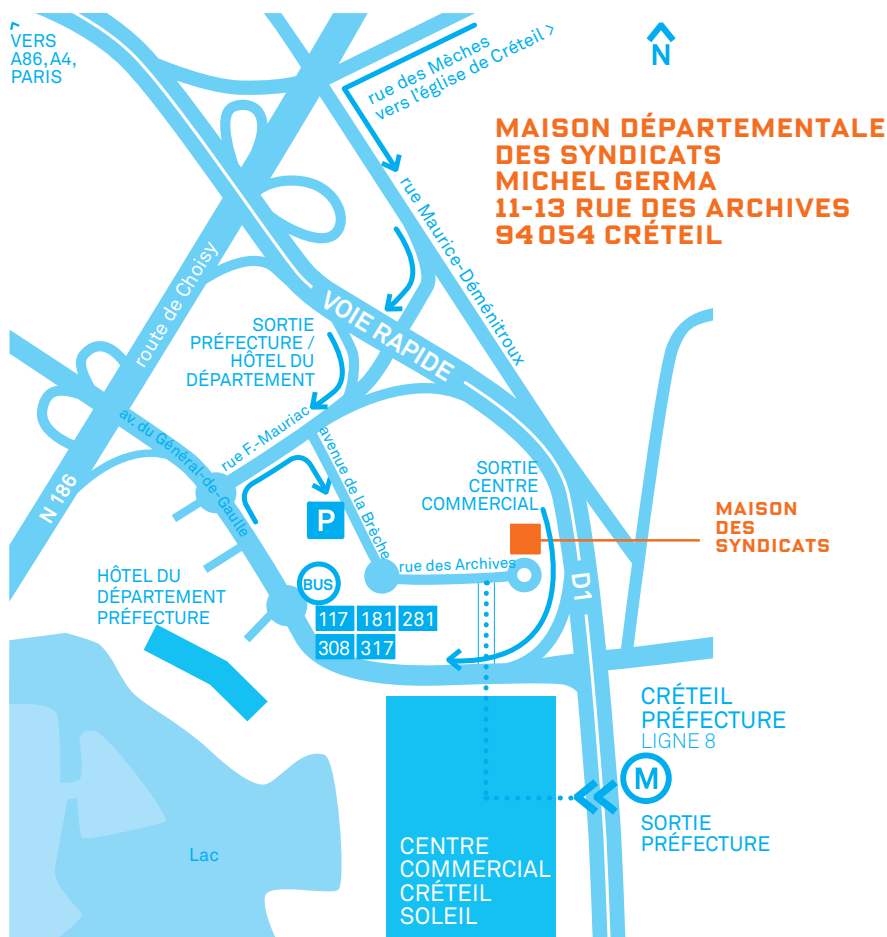 VERS
A86, A4,
PARIS
rue des Mèches
vers l'église de Créteil >
N
MAISON DÉPARTEMENTALE
DES SYNDICATS
MICHEL GERMA
11-13 RUE DES ARCHIVES
94054 CRÉTEIL
rue Maurice-Déménitroux
route de Choisy
VOIE RAPIDE
SORTIE
PRÉFECTURE /
HÔTEL DU
DÉPARTEMENT
av. du Général-de-Gaulle
rue F.-Mauriac
avenue de la Brèche
N 186
SORTIE
CENTRE
COMMERCIAL
P
MAISON
DES
SYNDICATS
rue des Archives
D1
HÔTEL DU
DÉPARTEMENT
PRÉFECTURE
BUS
117 181 281
308 317
CRÉTEIL
PRÉFECTURE
LIGNE 8
M
SORTIE
PRÉFECTURE
Lac
CENTRE
COMMERCIAL
CRÉTEIL
SOLEIL